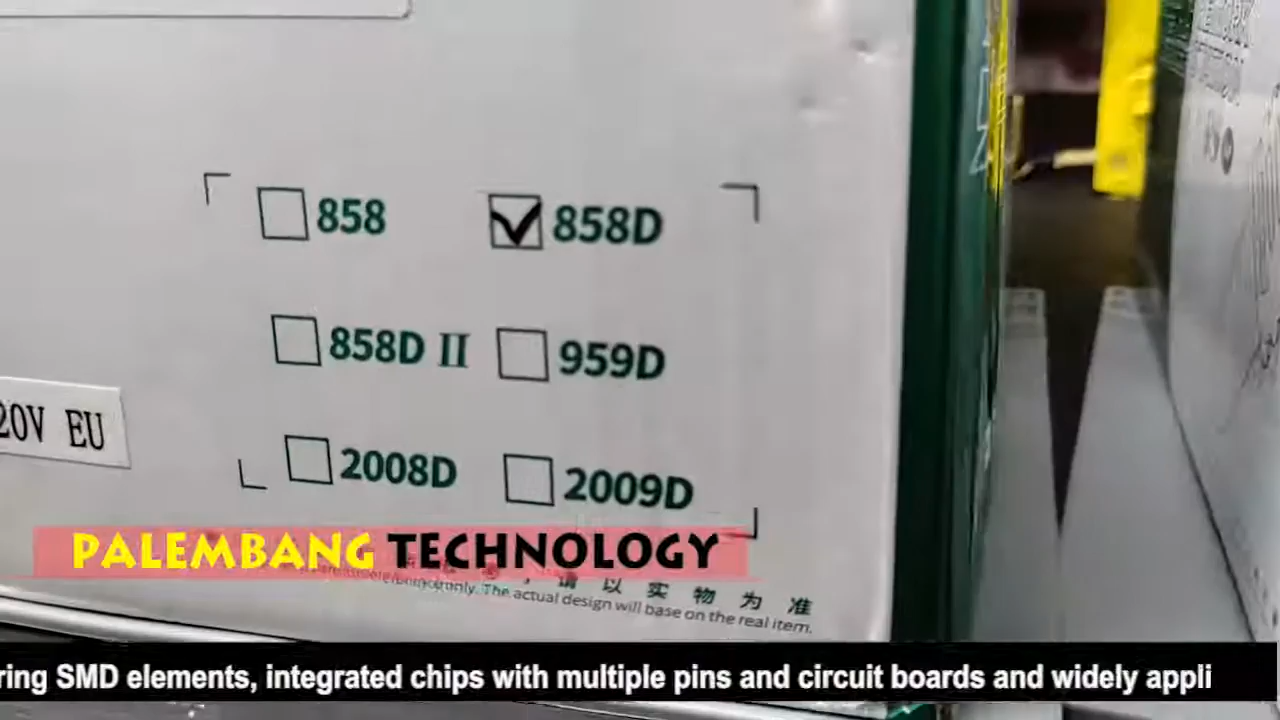 858
858D
858D II
959D
2008D
2009D
20V EU
PALEMBANG TECHNOLOGY
请以实物为准
only. The actual design will base on the real item.
ring SMD elements, integrated chips with multiple pins and circuit boards and widely appli